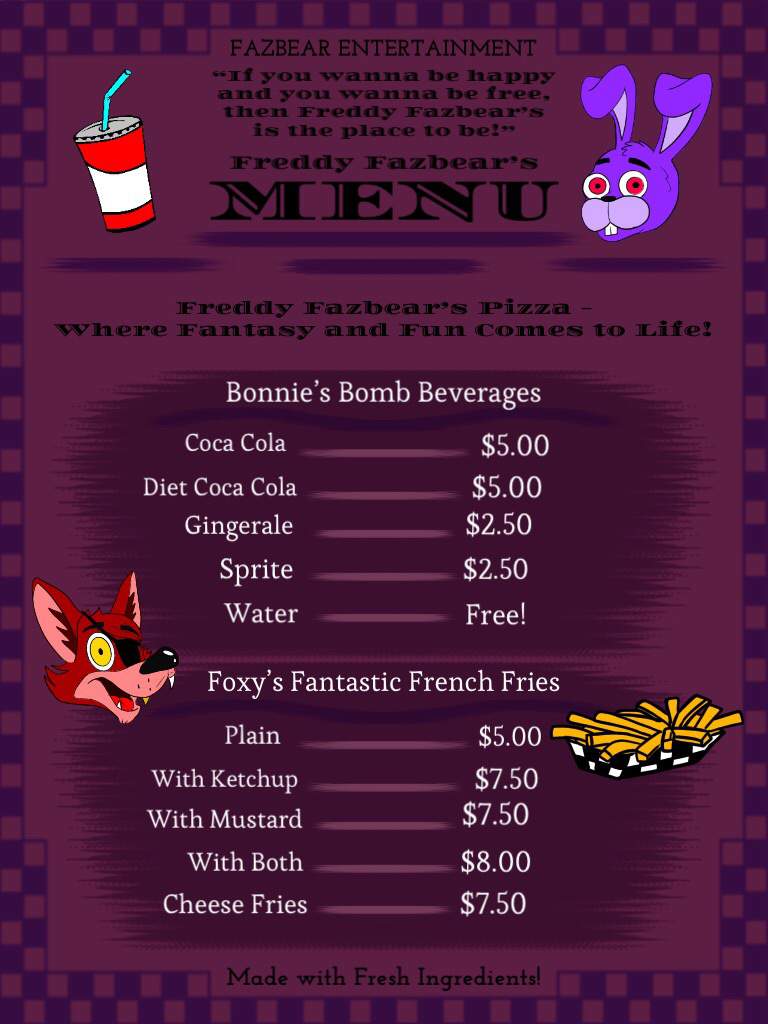 FAZBEAR ENTERTAINMENT
“If you wanna be happy
and you wanna be free,
then Freddy Fazbear’s
is the place to be!”
Freddy Fazbear’s
MENU
Freddy Fazbear’s Pizza -
Where Fantasy and Fun Comes to Life!
Bonnie’s Bomb Beverages
Coca Cola $5.00
Diet Coca Cola $5.00
Gingerale $2.50
Sprite $2.50
Water Free!
Foxy’s Fantastic French Fries
Plain $5.00
With Ketchup $7.50
With Mustard $7.50
With Both $8.00
Cheese Fries $7.50
Made with Fresh Ingredients!